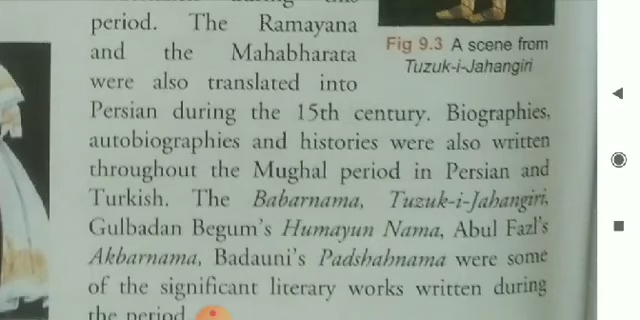 period. The Ramayana
and the Mahabharata
were also translated into
Fig 9.3 A scene from
Tuzuk-i-Jahangiri
Persian during the 15th century. Biographies,
autobiographies and histories were also written
throughout the Mughal period in Persian and
Turkish. The Babarnama, Tuzuk-i-Jahangiri,
Gulbadan Begum's Humayun Nama, Abul Fazl's
Akbarnama, Badauni's Padshahnama were some
of the significant literary works written during
the period